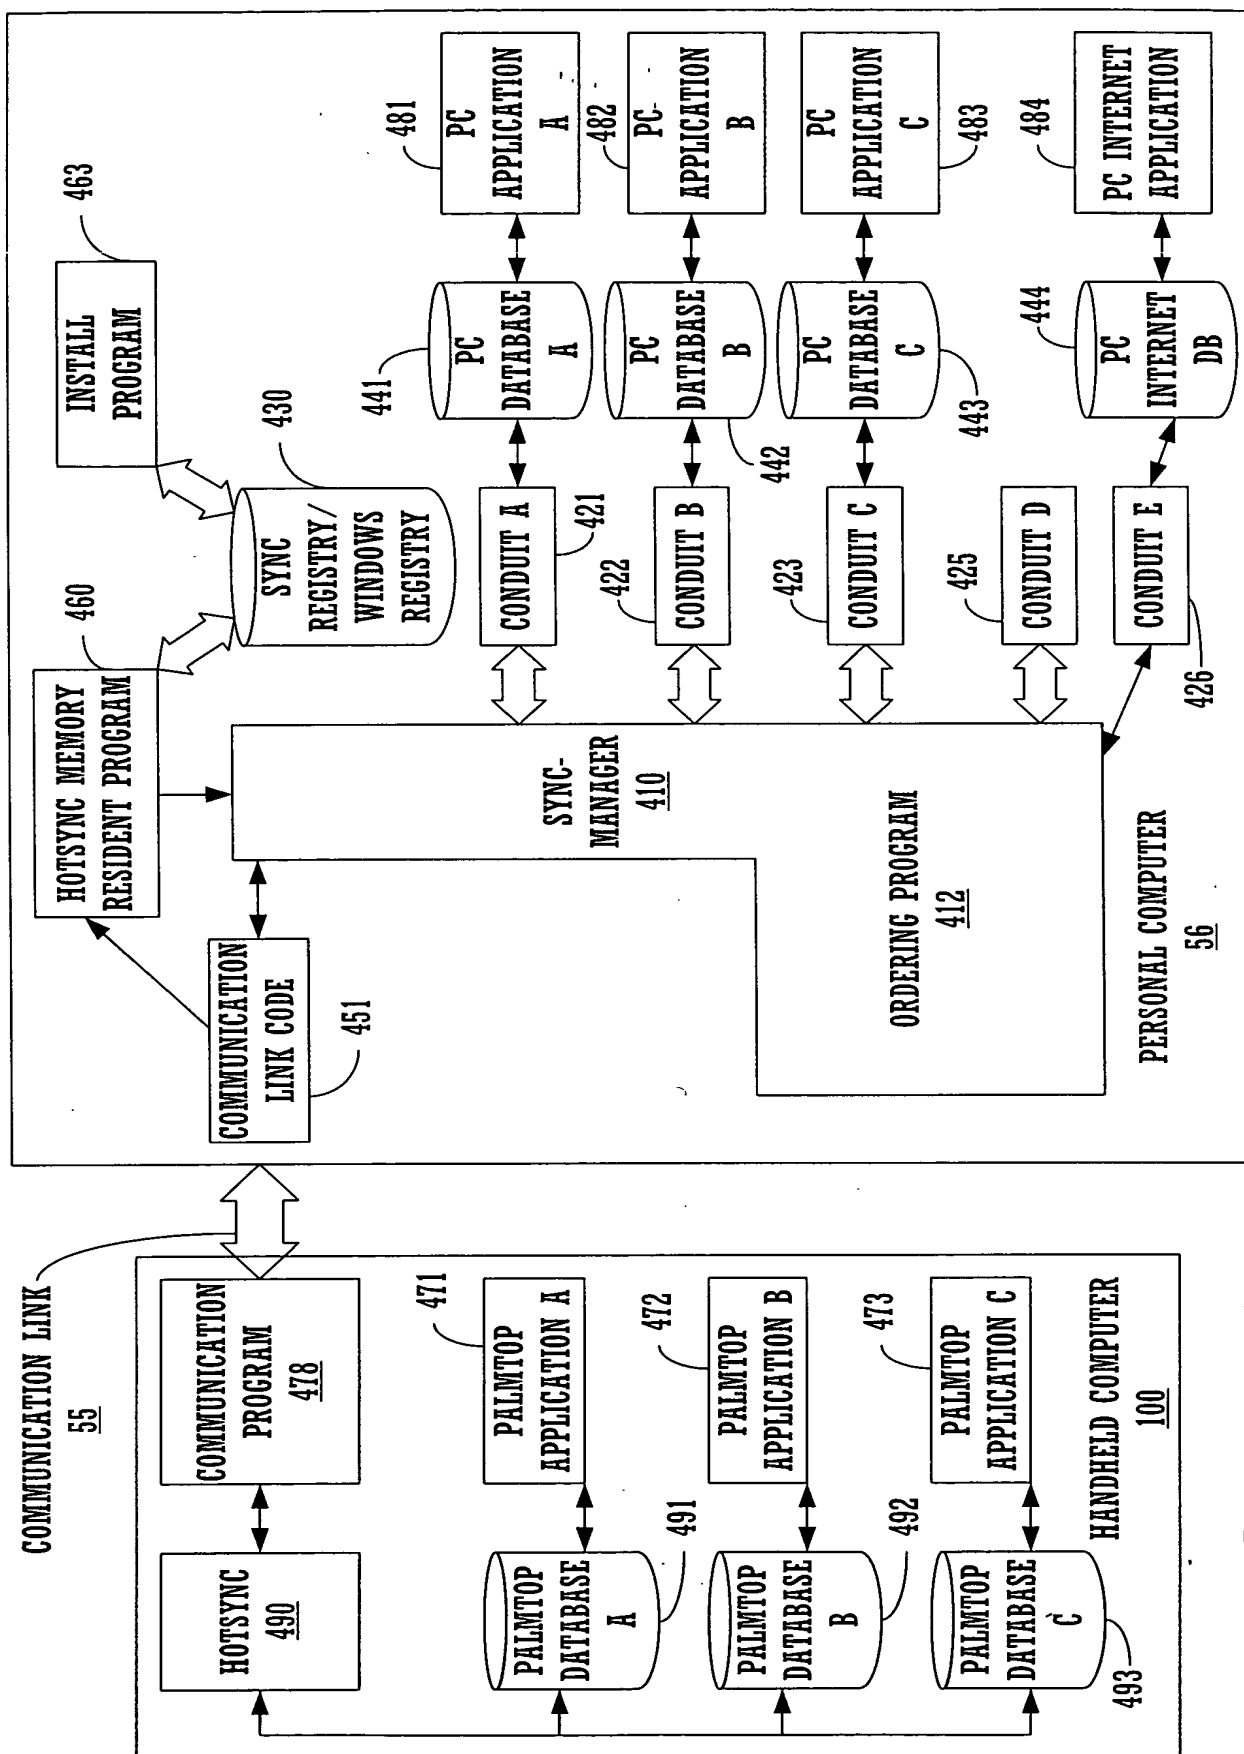 COMMUNICATION LINK
55
HOTSYNC
490
COMMUNICATION
PROGRAM
478
PALMTOP
DATABASE
A
491
PALMTOP
APPLICATION A
471
PALMTOP
DATABASE
B
492
PALMTOP
APPLICATION B
472
PALMTOP
DATABASE
C
493
PALMTOP
APPLICATION C
473
HANDHELD COMPUTER
100
COMMUNICATION
LINK CODE
451
HOTSYNC MEMORY
RESIDENT PROGRAM
460
INSTALL
PROGRAM
463
SYNC
REGISTRY/
WINDOWS
REGISTRY
430
SYNC-
MANAGER
410
ORDERING PROGRAM
412
CONDUIT A
421
PC
DATABASE
A
441
PC
APPLICATION
A
481
CONDUIT B
422
PC
DATABASE
B
442
PC
APPLICATION
B
482
CONDUIT C
423
PC
DATABASE
C
443
PC
APPLICATION
C
483
CONDUIT D
425
CONDUIT E
426
PC
INTERNET
DB
444
PC INTERNET
APPLICATION
484
PERSONAL COMPUTER
56